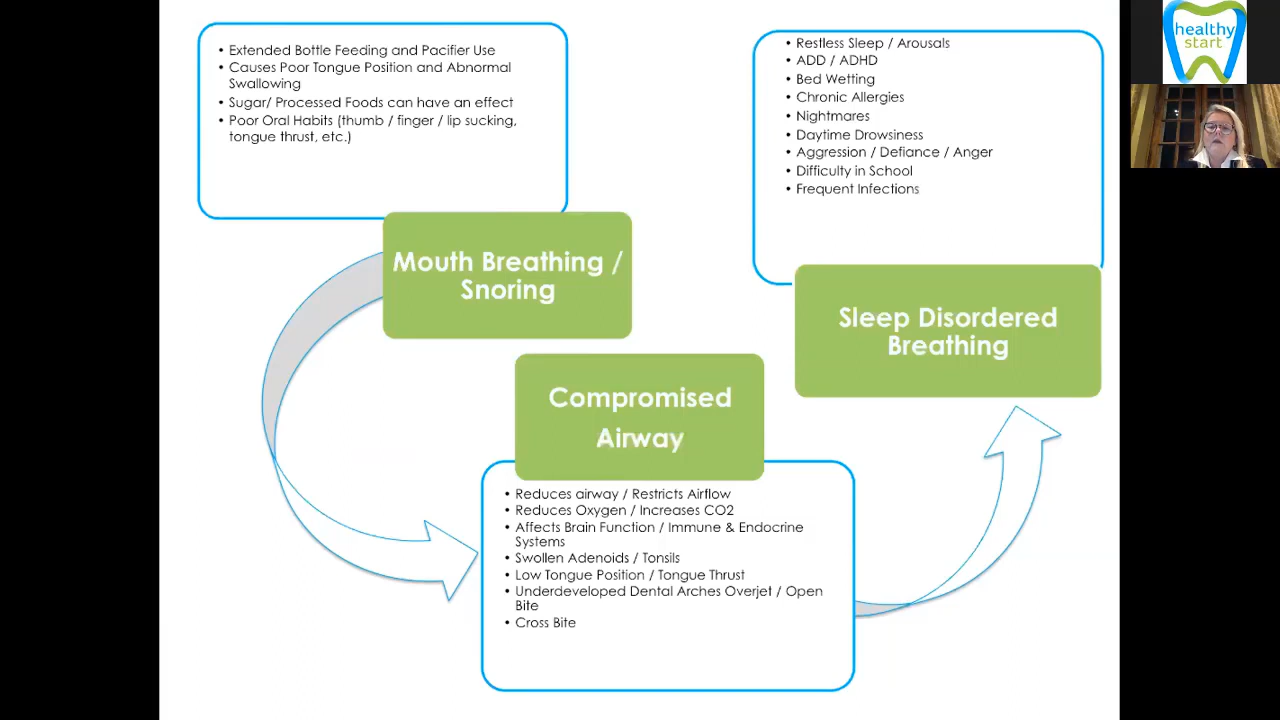 • Extended Bottle Feeding and Pacifier Use
• Causes Poor Tongue Position and Abnormal
Swallowing
• Sugar/ Processed Foods can have an effect
• Poor Oral Habits (thumb / finger / lip sucking,
tongue thrust, etc.)
Mouth Breathing /
Snoring
Compromised
Airway
• Reduces airway / Restricts Airflow
• Reduces Oxygen / Increases CO2
• Affects Brain Function / Immune & Endocrine
Systems
• Swollen Adenoids / Tonsils
• Low Tongue Position / Tongue Thrust
• Underdeveloped Dental Arches Overjet / Open
Bite
• Cross Bite
• Restless Sleep / Arousals
• ADD / ADHD
• Bed Wetting
• Chronic Allergies
• Nightmares
• Daytime Drowsiness
• Aggression / Defiance / Anger
• Difficulty in School
• Frequent Infections
Sleep Disordered
Breathing
healthy
start